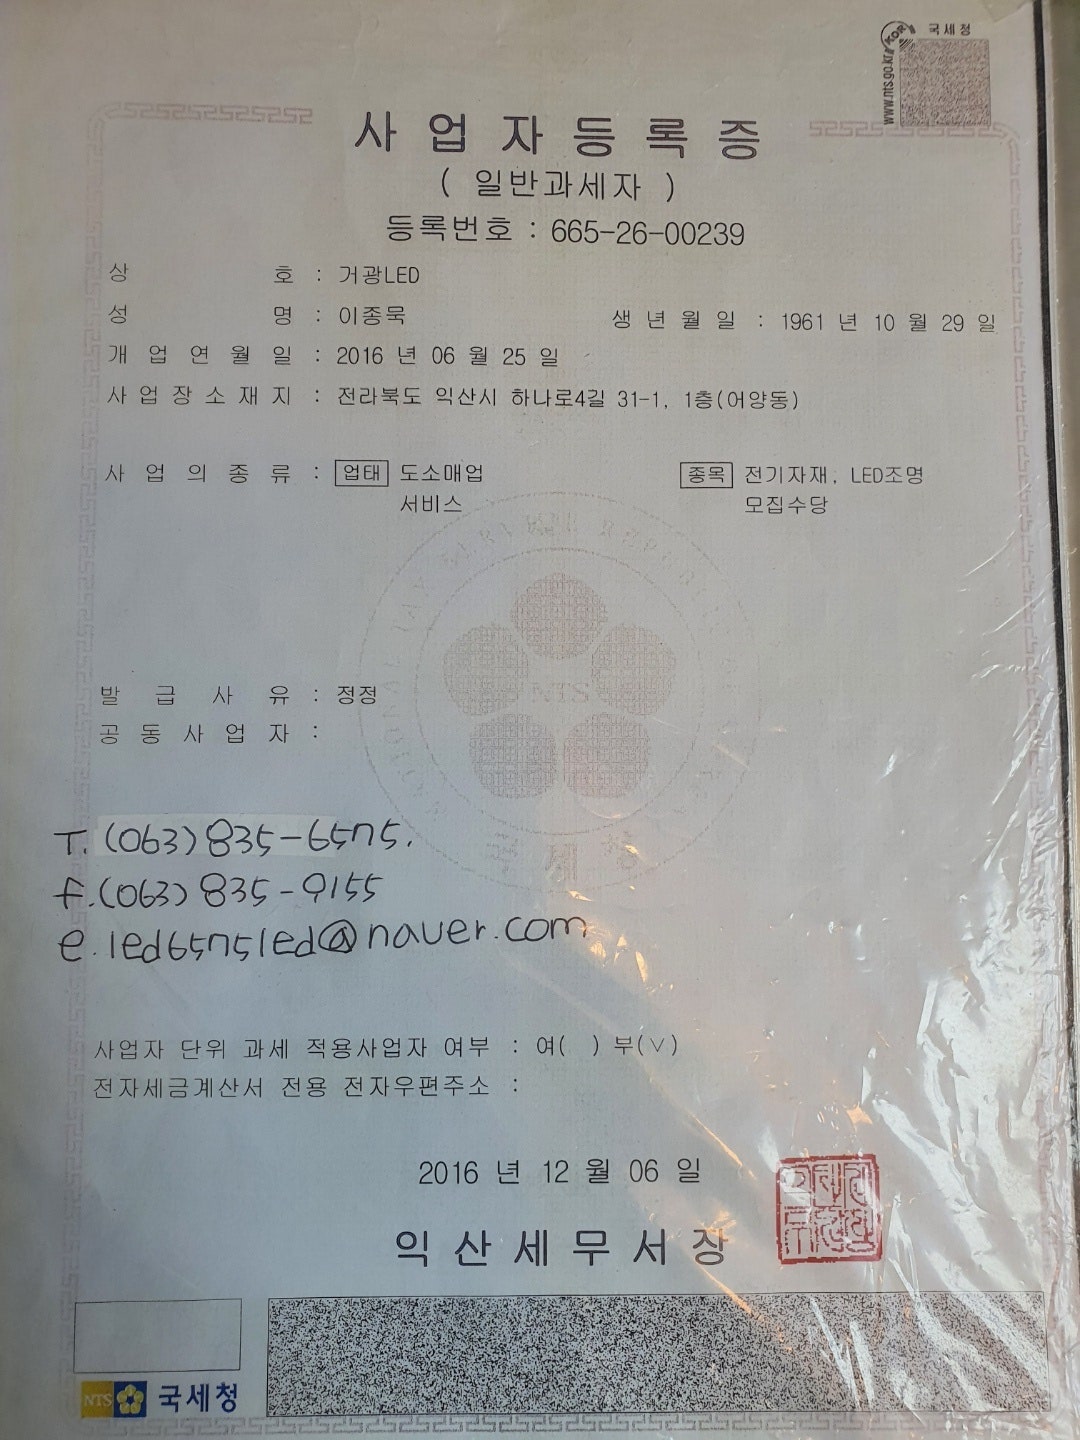 국세청
www.nts.go.kr
사업자등록증
( 일반과세자 )
등록번호 : 665-26-00239
상 호 : 거광LED
성 명 : 이종묵 생 년 월 일 : 1961 년 10 월 29 일
개 업 연 월 일 : 2016 년 06 월 25 일
사 업 장 소 재 지 : 전라북도 익산시 하나로4길 31-1, 1층(어양동)
사 업 의 종 류 : 업태 도소매업 종목 전기자재, LED조명
서비스 모집수당
NTS
발 급 사 유 : 정정
공 동 사 업 자 :
T. (063) 835-6575.
f. (063) 835-9155
e. led6575led@naver.com
사업자 단위 과세 적용사업자 여부 : 여( ) 부(∨)
전자세금계산서 전용 전자우편주소 :
2016 년 12 월 06 일
익산세무서장
NTS 국세청